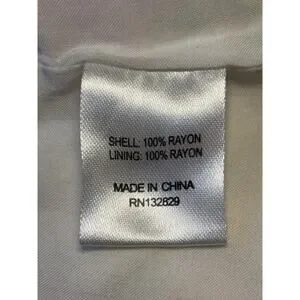 SHELL: 100% RAYON
LINING: 100% RAYON
MADE IN CHINA
RN132829